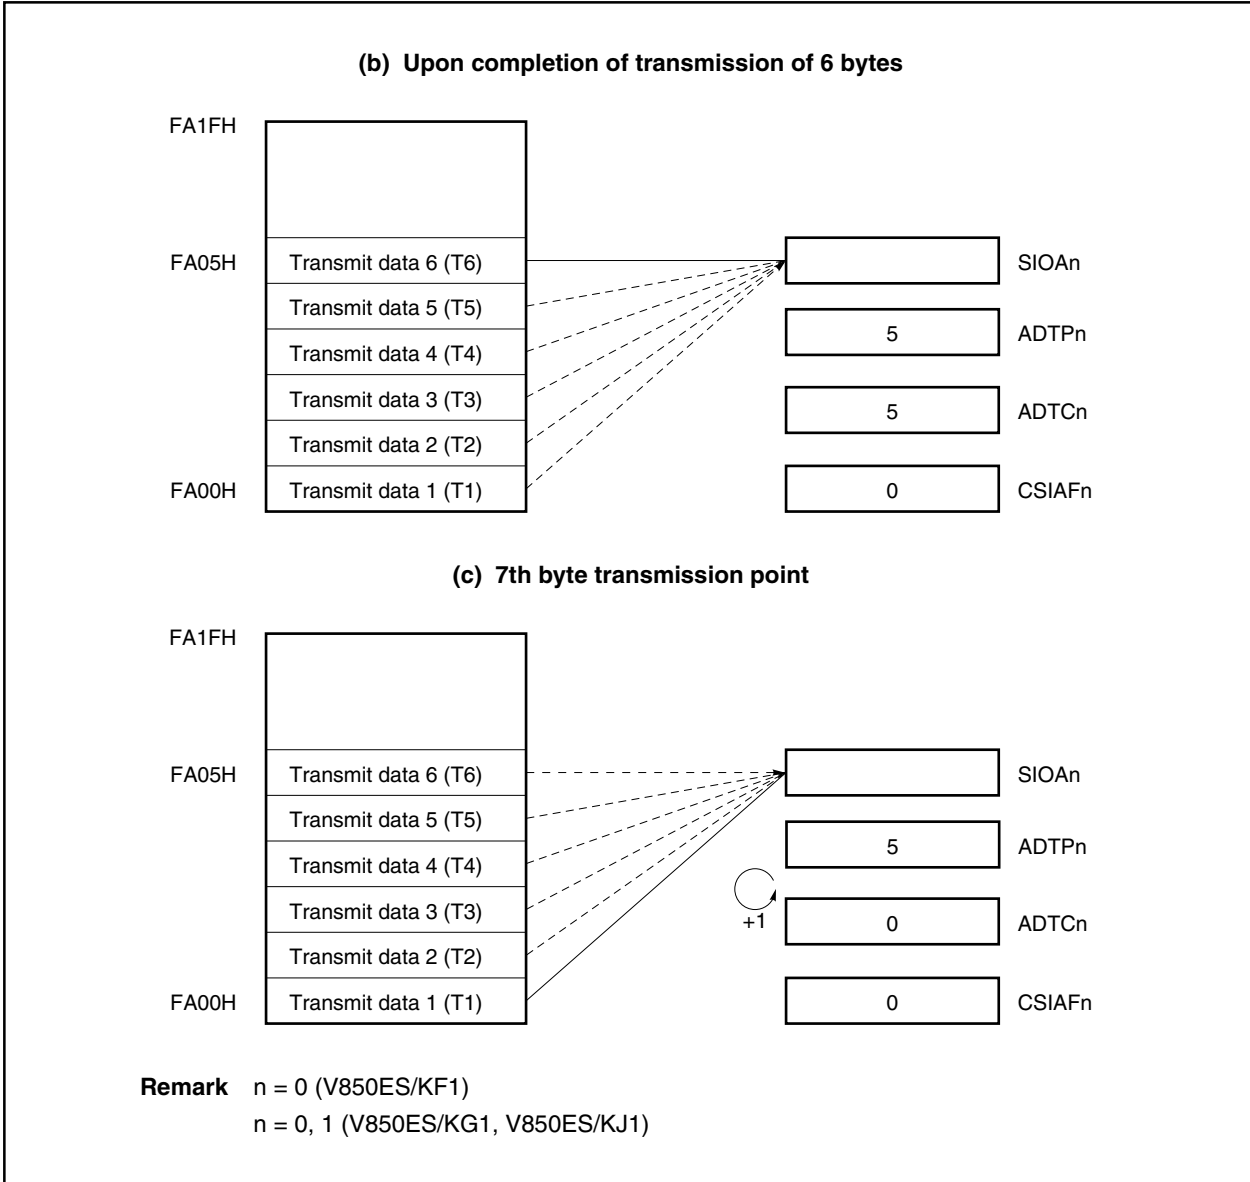 (b) Upon completion of transmission of 6 bytes
FA1FH
FA05H Transmit data 6 (T6) SIOAn
Transmit data 5 (T5)
5 ADTPn
Transmit data 4 (T4)
Transmit data 3 (T3)
5 ADTCn
Transmit data 2 (T2)
FA00H Transmit data 1 (T1) 0 CSIAFn
(c) 7th byte transmission point
FA1FH
FA05H Transmit data 6 (T6) SIOAn
Transmit data 5 (T5)
5 ADTPn
Transmit data 4 (T4)
Transmit data 3 (T3)
+1 0 ADTCn
Transmit data 2 (T2)
FA00H Transmit data 1 (T1) 0 CSIAFn
Remark n = 0 (V850ES/KF1)
n = 0, 1 (V850ES/KG1, V850ES/KJ1)